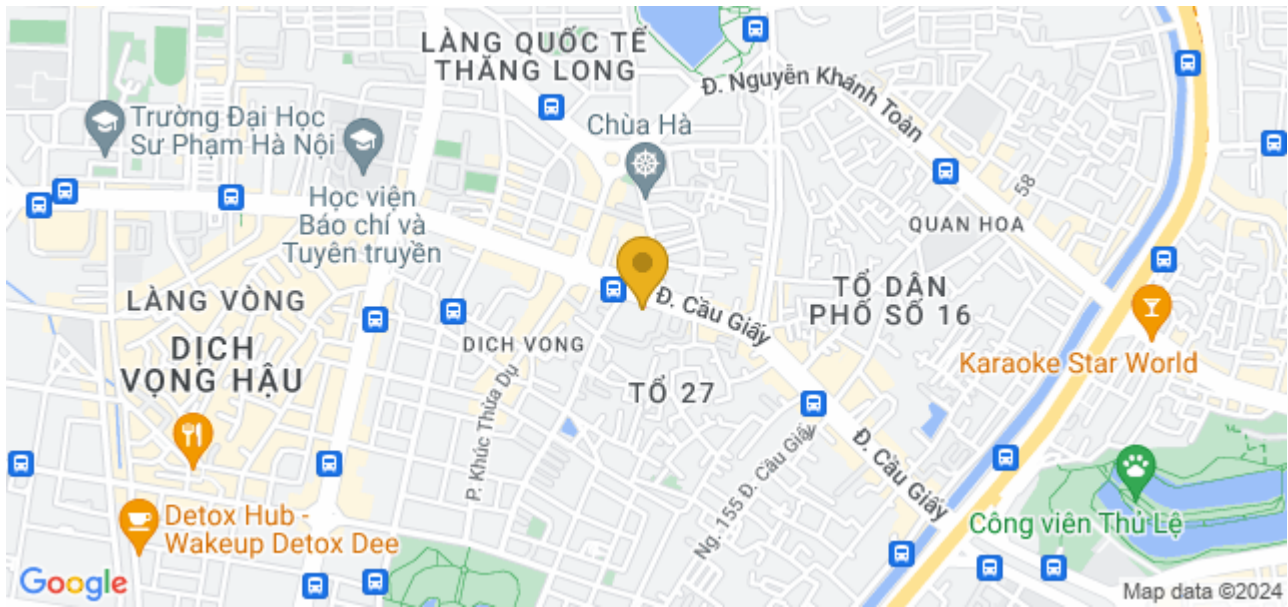 LÀNG QUỐC TẾ
THĂNG LONG
Đ. Nguyễn Khánh Toàn
Trường Đại Học
Sư Phạm Hà Nội
Chùa Hà
58
Học viện
Báo chí và
Tuyên truyền
QUAN HOA
LÀNG VÒNG
Đ. Cầu Giấy
TỔ DÂN
PHỐ SỐ 16
DỊCH
VỌNG HẬU
DICH VONG
Karaoke Star World
TỔ 27
P. Khúc Thừa Dụ
Ng. 155 Đ. Cầu Giấy
Đ. Cầu Giấy
Detox Hub -
Wakeup Detox Dee
Công viên Thủ Lệ
Google
Map data ©2024